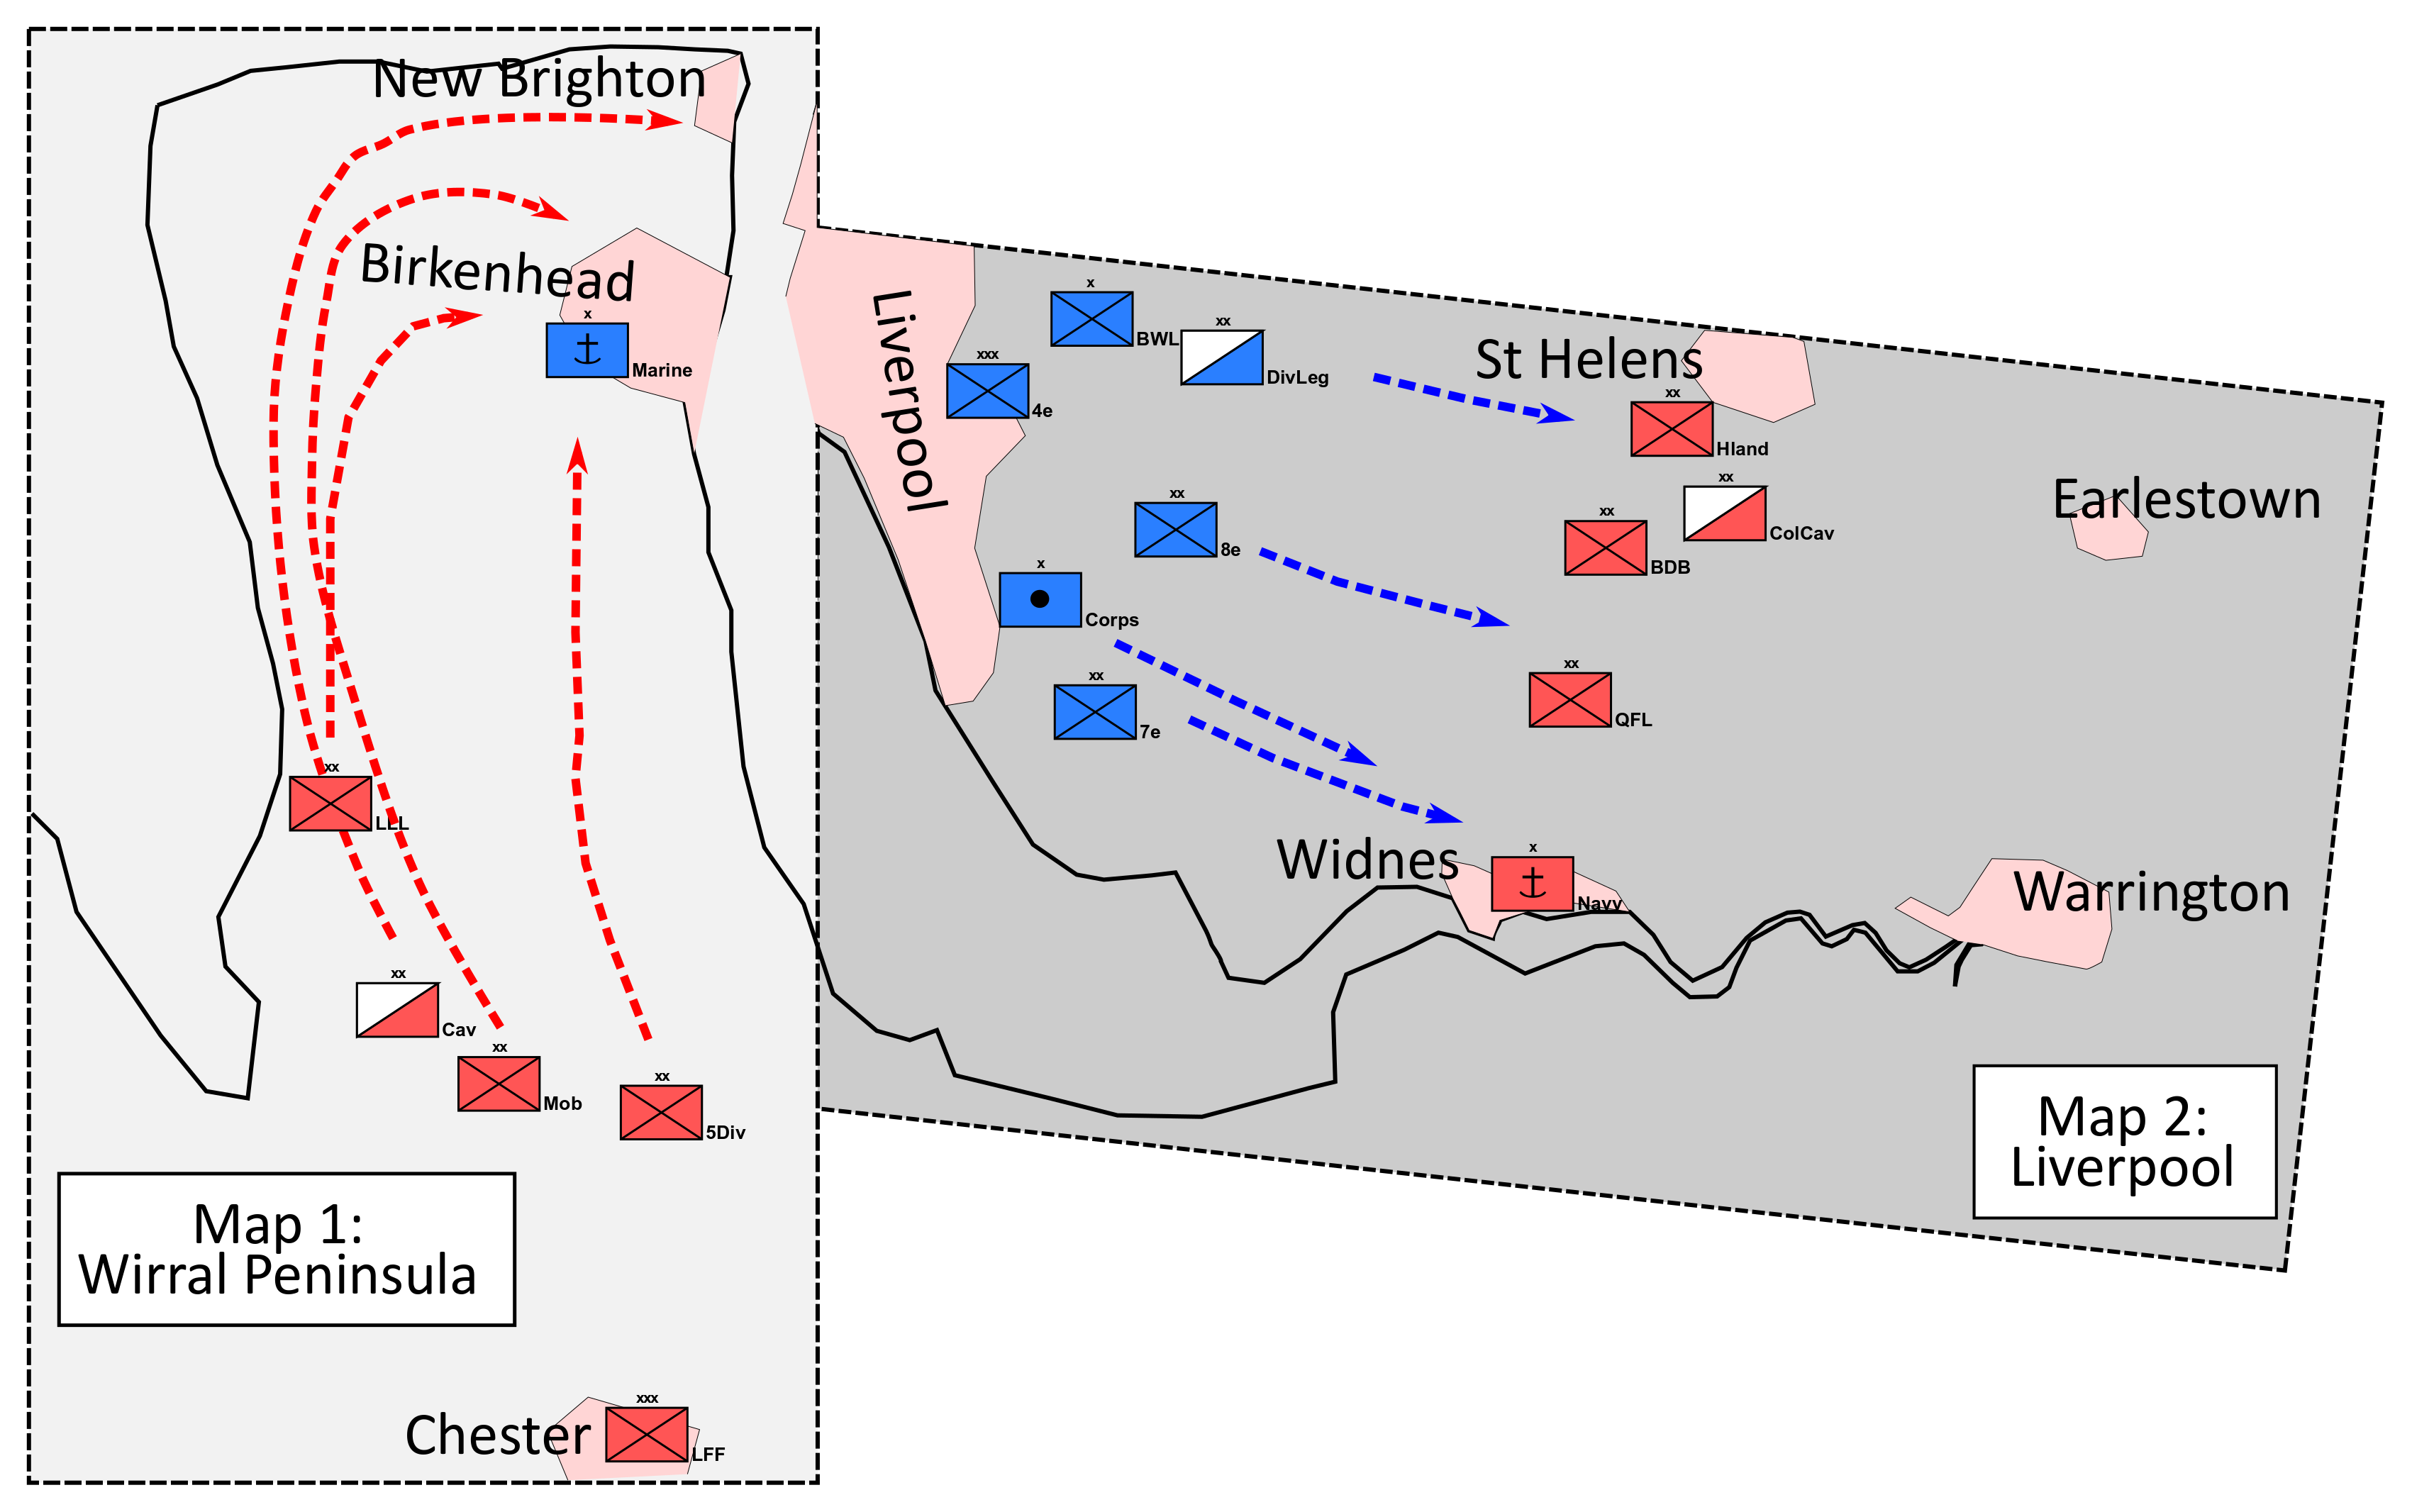 New Brighton
Birkenhead
x
Marine
xx
LLL
xx
Cav
xx
Mob
xx
5Div
Map 1:
Wirral Peninsula
xxx
Chester
LFF
Liverpool
x
BWL
xx
DivLeg
xxx
4e
xx
8e
x
Corps
xx
7e
St Helens
xx
Hland
xx
ColCav
xx
BDB
Earlestown
xx
QFL
Widnes
x
Navy
Warrington
Map 2:
Liverpool